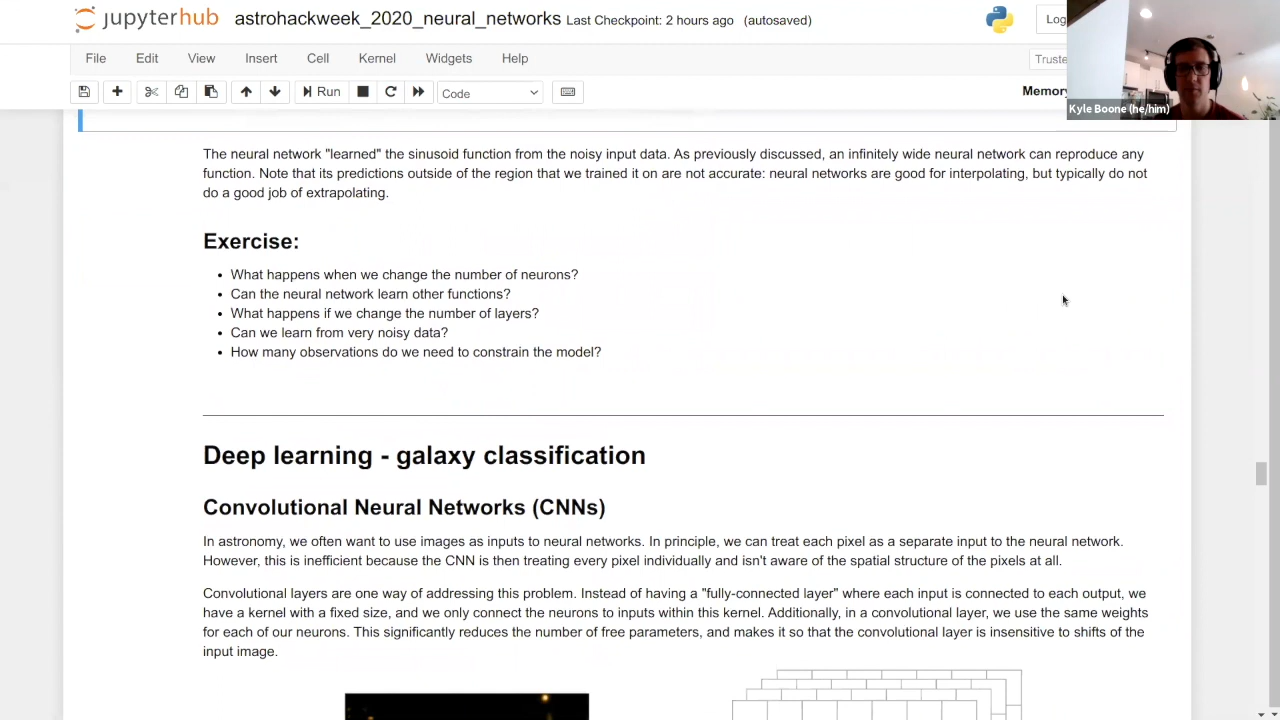 jupyterhub astrohackweek_2020_neural_networks Last Checkpoint: 2 hours ago (autosaved)
File Edit View Insert Cell Kernel Widgets Help
Run Code
Kyle Boone (he/him)
The neural network "learned" the sinusoid function from the noisy input data. As previously discussed, an infinitely wide neural network can reproduce any
function. Note that its predictions outside of the region that we trained it on are not accurate: neural networks are good for interpolating, but typically do not
do a good job of extrapolating.
Exercise:
• What happens when we change the number of neurons?
• Can the neural network learn other functions?
• What happens if we change the number of layers?
• Can we learn from very noisy data?
• How many observations do we need to constrain the model?
Deep learning - galaxy classification
Convolutional Neural Networks (CNNs)
In astronomy, we often want to use images as inputs to neural networks. In principle, we can treat each pixel as a separate input to the neural network.
However, this is inefficient because the CNN is then treating every pixel individually and isn't aware of the spatial structure of the pixels at all.
Convolutional layers are one way of addressing this problem. Instead of having a "fully-connected layer" where each input is connected to each output, we
have a kernel with a fixed size, and we only connect the neurons to inputs within this kernel. Additionally, in a convolutional layer, we use the same weights
for each of our neurons. This significantly reduces the number of free parameters, and makes it so that the convolutional layer is insensitive to shifts of the
input image.